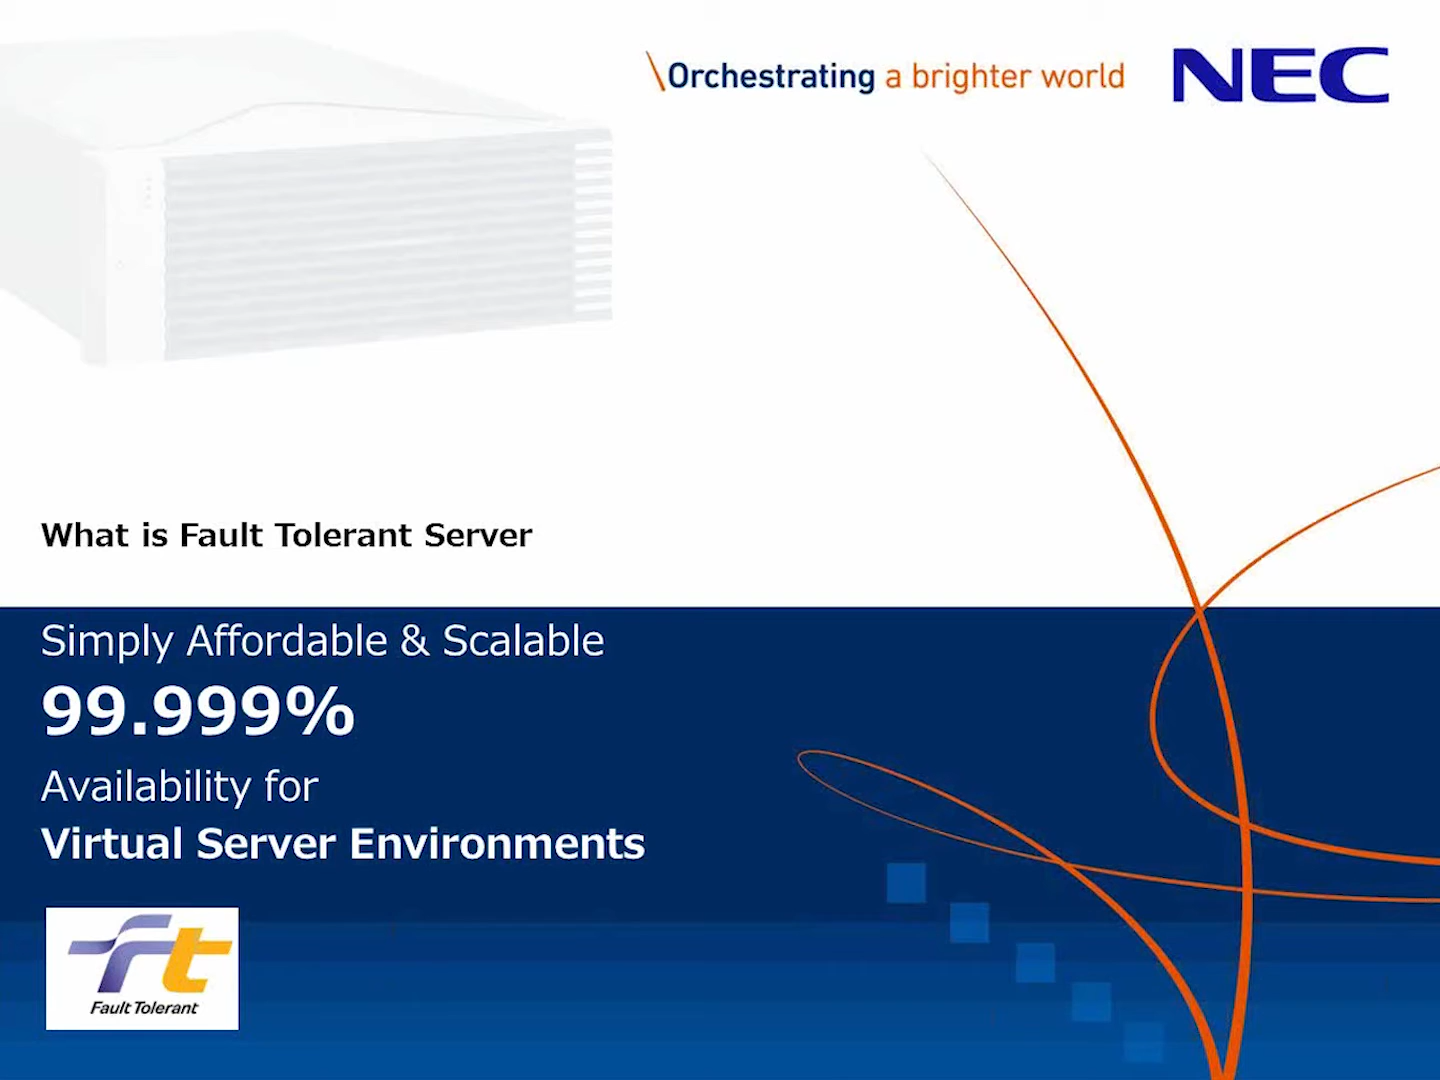 \Orchestrating a brighter world
NEC
What is Fault Tolerant Server
Simply Affordable & Scalable
99.999%
Availability for
Virtual Server Environments
ft
Fault Tolerant